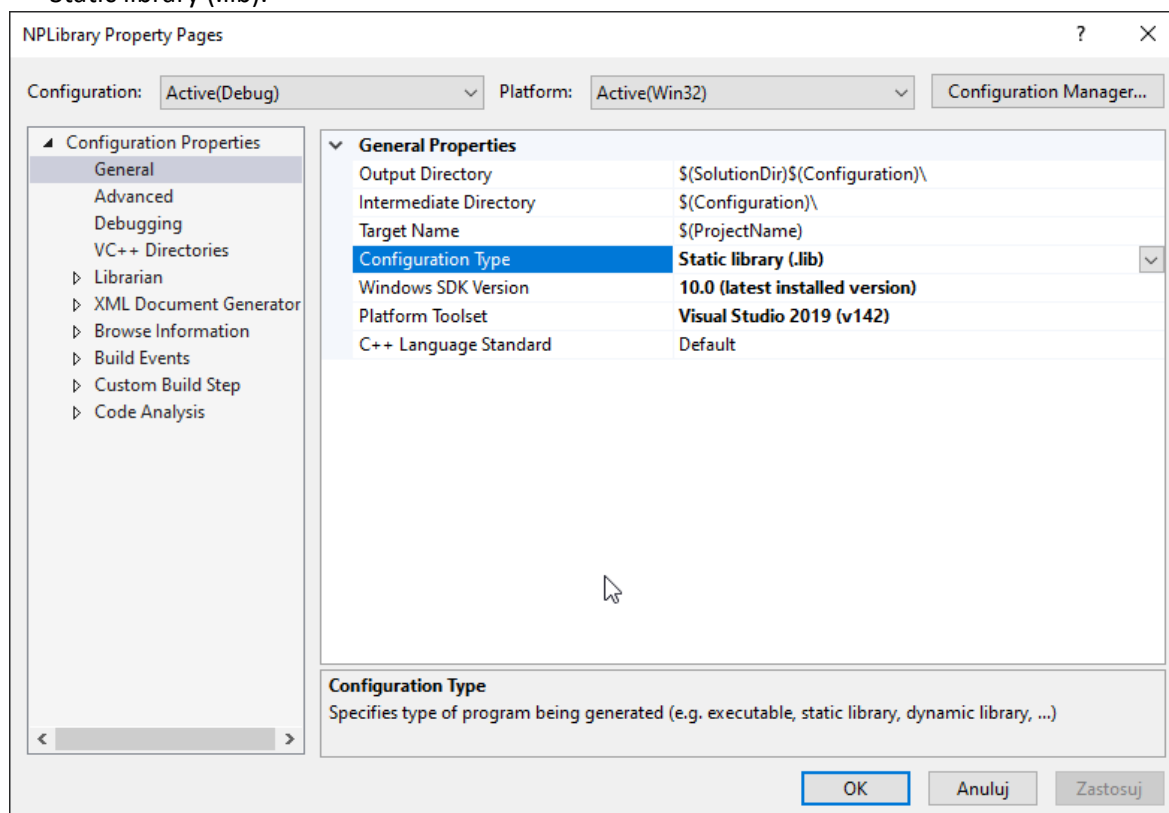 Static library (.lib).
NPLibrary Property Pages
?
Configuration: Active(Debug) Platform: Active(Win32) Configuration Manager...
Configuration Properties
General
Advanced
Debugging
VC++ Directories
Librarian
XML Document Generator
Browse Information
Build Events
Custom Build Step
Code Analysis
General Properties
Output Directory $(SolutionDir)$(Configuration)\
Intermediate Directory $(Configuration)\
Target Name $(ProjectName)
Configuration Type Static library (.lib)
Windows SDK Version 10.0 (latest installed version)
Platform Toolset Visual Studio 2019 (v142)
C++ Language Standard Default
Configuration Type
Specifies type of program being generated (e.g. executable, static library, dynamic library, ...)
OK Anuluj Zastosuj